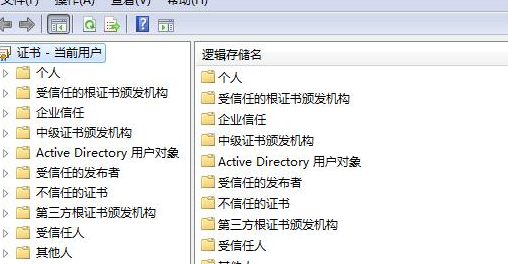 文件(F) 操作(A) 查看(V) 帮助(H)
证书 - 当前用户
个人
受信任的根证书颁发机构
企业信任
中级证书颁发机构
Active Directory 用户对象
受信任的发布者
不信任的证书
第三方根证书颁发机构
受信任人
其他人
逻辑存储名
个人
受信任的根证书颁发机构
企业信任
中级证书颁发机构
Active Directory 用户对象
受信任的发布者
不信任的证书
第三方根证书颁发机构
受信任人
其他人